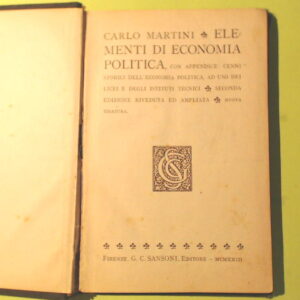 CARLO MARTINI ELE-
MENTI DI ECONOMIA
POLITICA, CON APPENDICE: CENNI
STORICI DELL'ECONOMIA POLITICA, AD USO DEI
LICEI E DEGLI ISTITUTI TECNICI SECONDA
EDIZIONE RIVEDUTA ED AMPLIATA NUOVA
TIRATURA.
FIRENZE, G. C. SANSONI, EDITORE - MCMXXIII